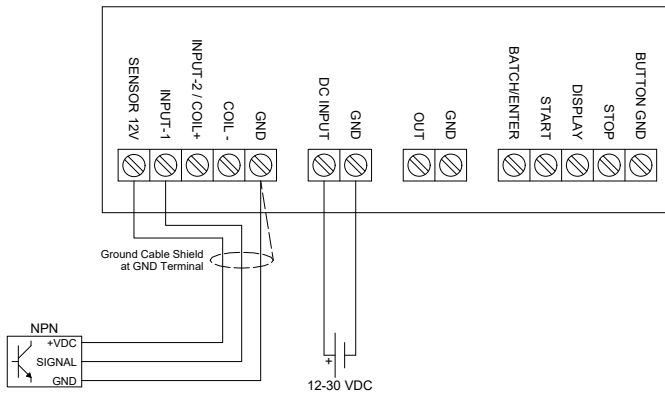 SENSOR 12V
INPUT-1
INPUT-2 / COIL+
COIL -
GND
DC INPUT
GND
OUT
GND
BATCH/ENTER
START
DISPLAY
STOP
BUTTON GND
Ground Cable Shield
at GND Terminal
NPN
+VDC
SIGNAL
GND
+
12-30 VDC